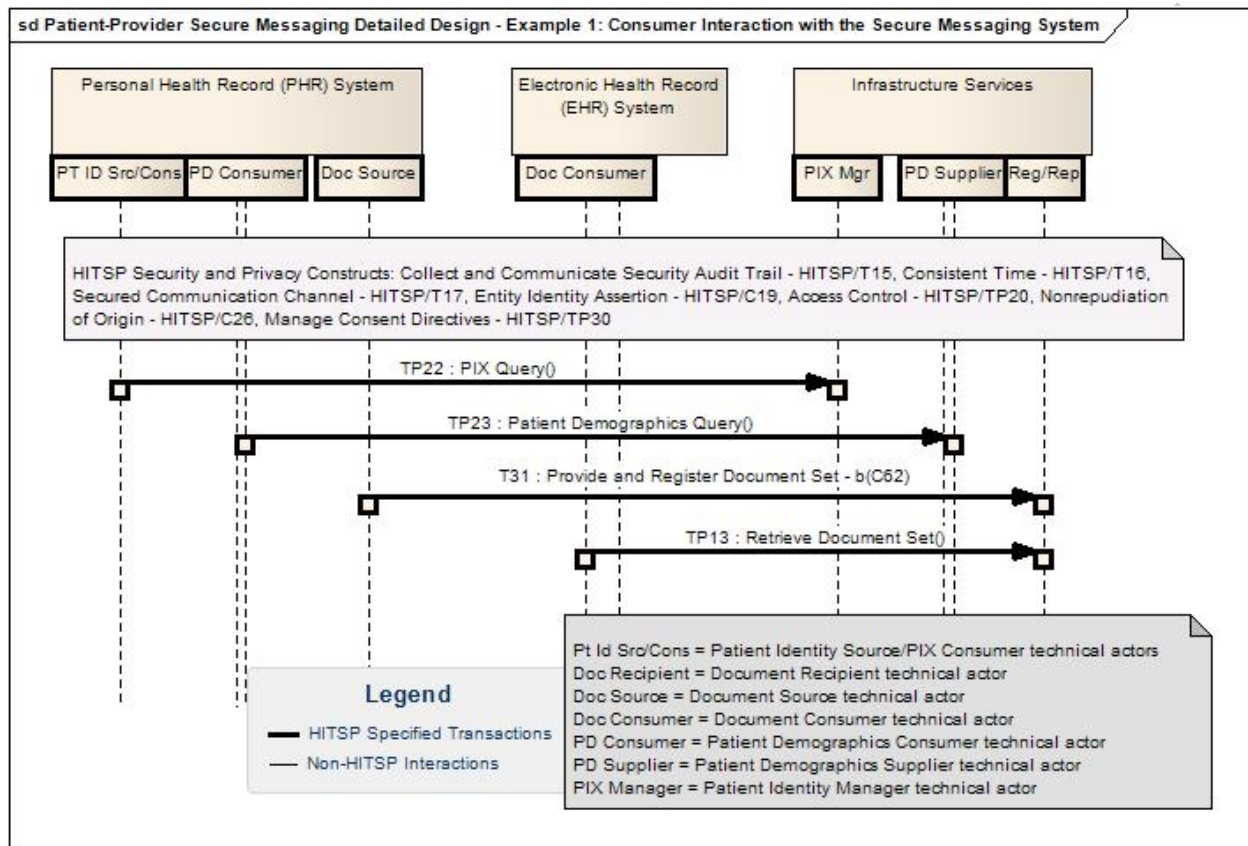 sd Patient-Provider Secure Messaging Detailed Design - Example 1: Consumer Interaction with the Secure Messaging System
Personal Health Record (PHR) System
Electronic Health Record
(EHR) System
Infrastructure Services
PT ID Src/Cons
PD Consumer
Doc Source
Doc Consumer
PIX Mgr
PD Supplier
Reg/Rep
HITSP Security and Privacy Constructs: Collect and Communicate Security Audit Trail - HITSP/T15, Consistent Time - HITSP/T16,
Secured Communication Channel - HITSP/T17, Entity Identity Assertion - HITSP/C19, Access Control - HITSP/TP20, Nonrepudiation
of Origin - HITSP/C26, Manage Consent Directives - HITSP/TP30
TP22 : PIX Query()
TP23 : Patient Demographics Query()
T31 : Provide and Register Document Set - b(C62)
TP13 : Retrieve Document Set()
Pt Id Src/Cons = Patient Identity Source/PIX Consumer technical actors
Doc Recipient = Document Recipient technical actor
Doc Source = Document Source technical actor
Doc Consumer = Document Consumer technical actor
PD Consumer = Patient Demographics Consumer technical actor
PD Supplier = Patient Demographics Supplier technical actor
PIX Manager = Patient Identity Manager technical actor
Legend
HITSP Specified Transactions
Non-HITSP Interactions